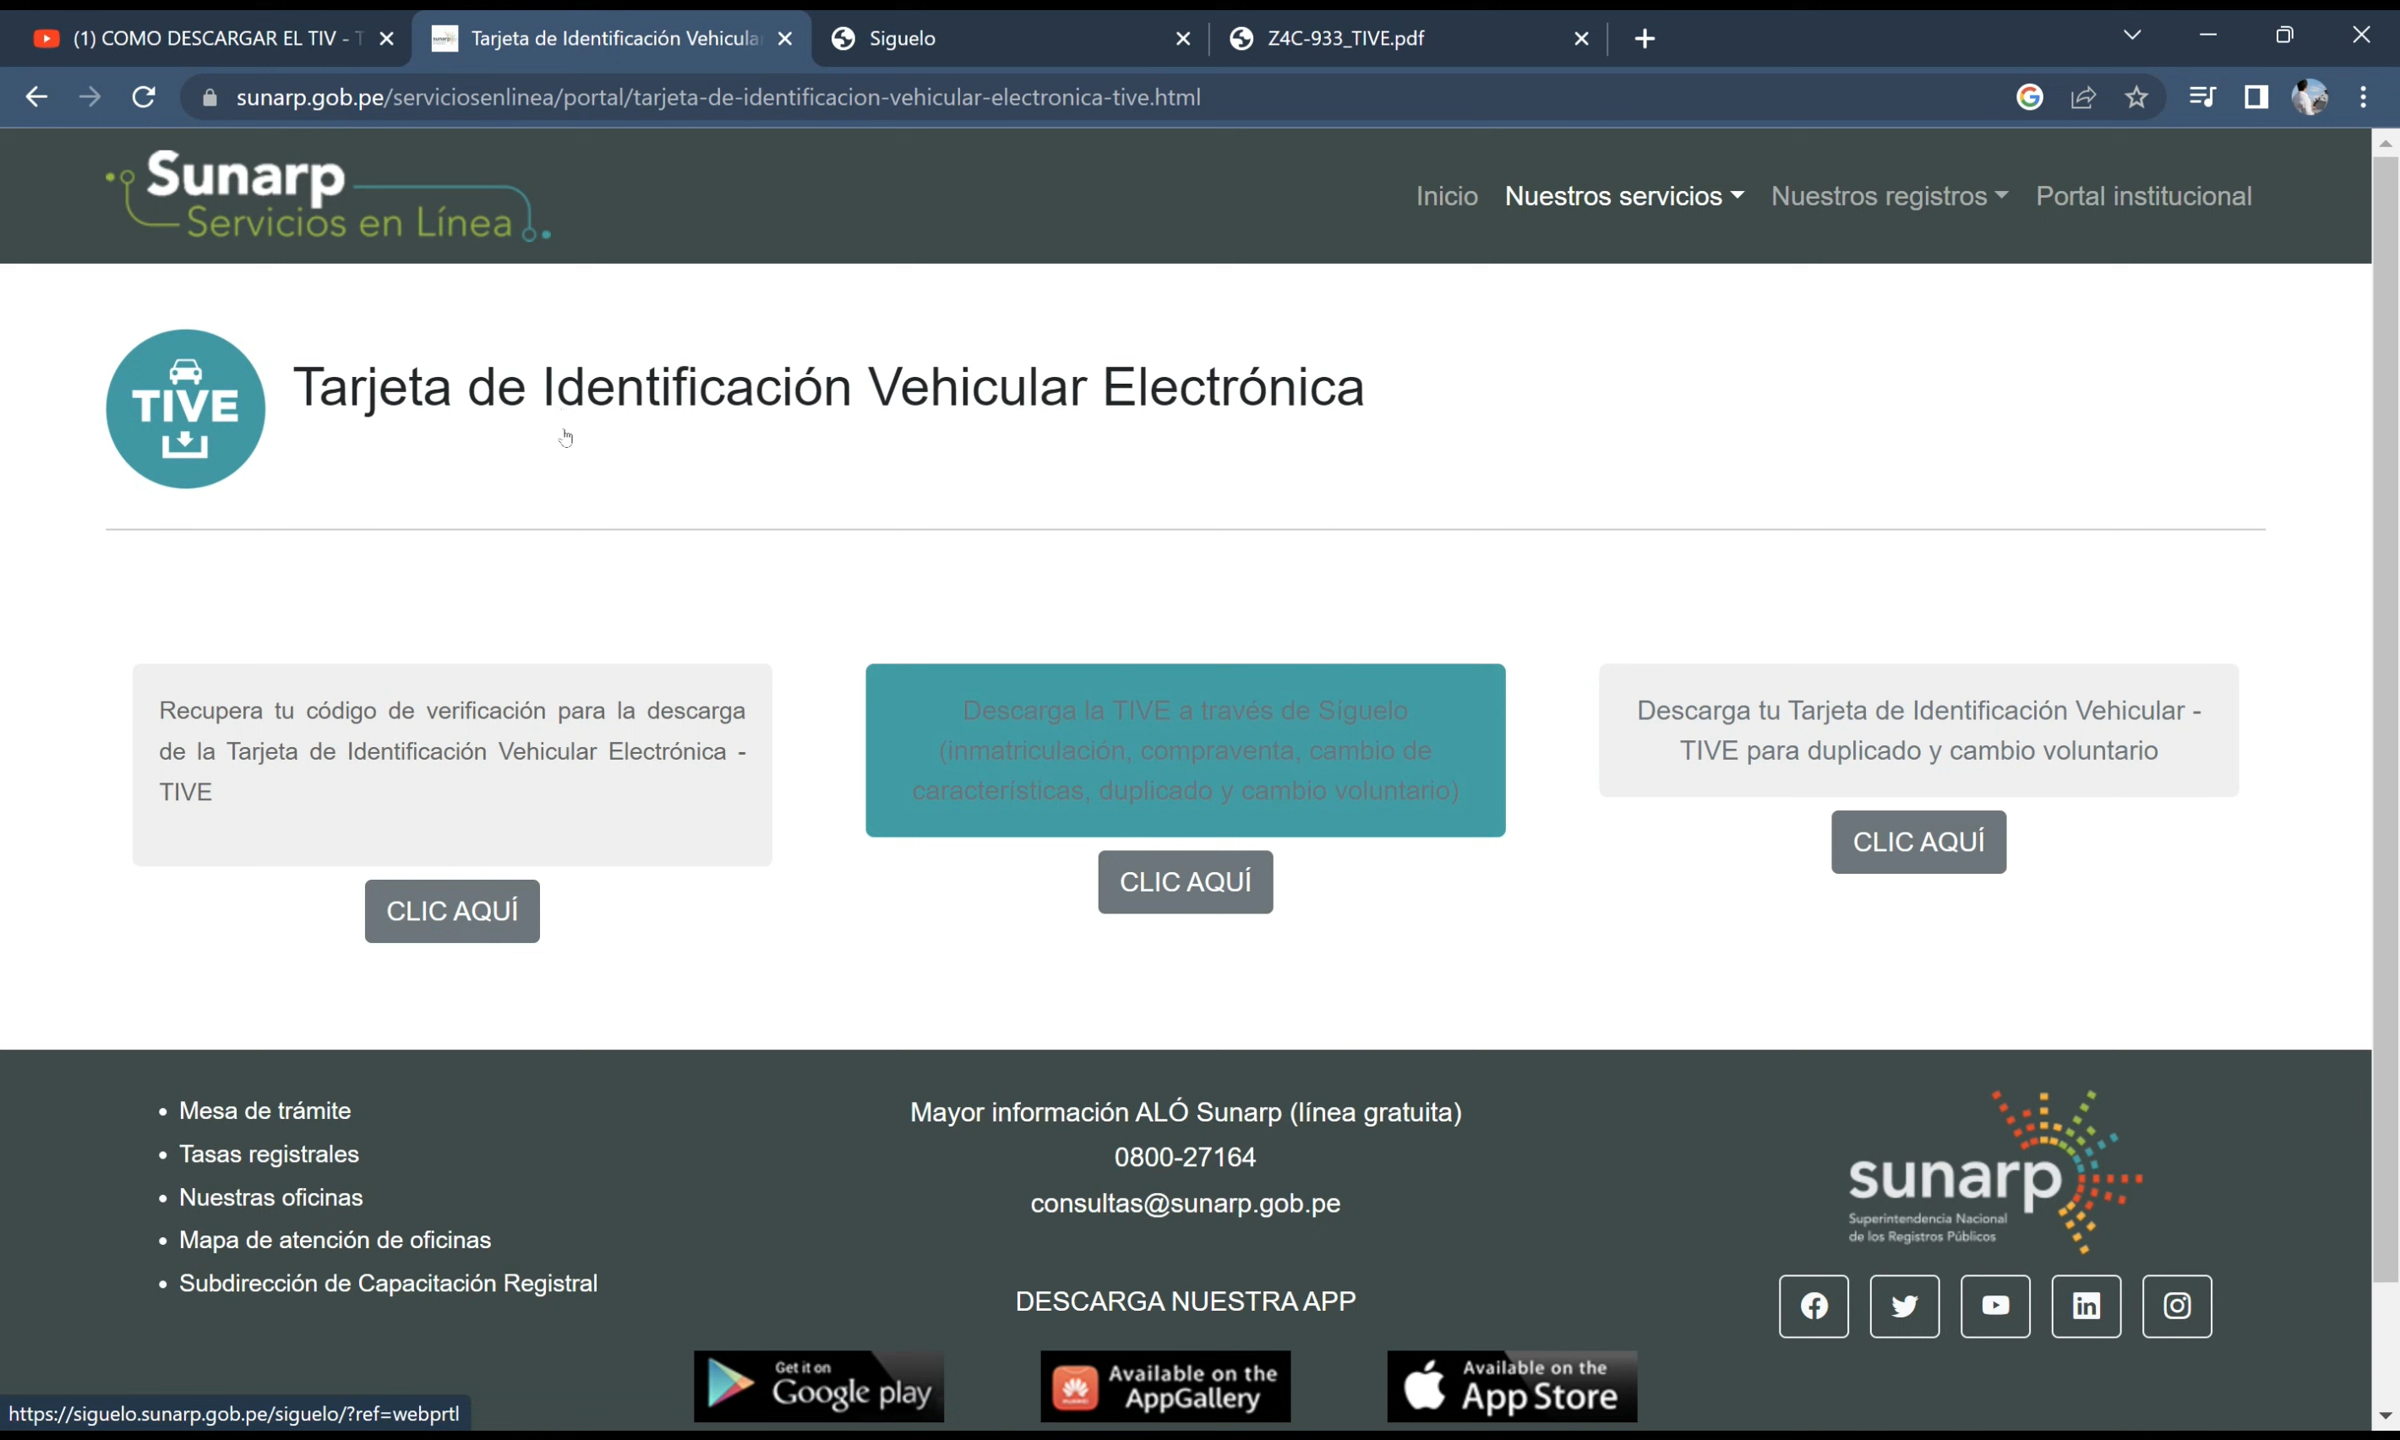 (1) COMO DESCARGAR EL TIV - T
Tarjeta de Identificación Vehicula
Siguelo
Z4C-933_TIVE.pdf
sunarp.gob.pe/serviciosenlinea/portal/tarjeta-de-identificacion-vehicular-electronica-tive.html
Sunarp
Servicios en Línea
Inicio
Nuestros servicios
Nuestros registros
Portal institucional
TIVE
Tarjeta de Identificación Vehicular Electrónica
Recupera tu código de verificación para la descarga
de la Tarjeta de Identificación Vehicular Electrónica -
TIVE
CLIC AQUÍ
Descarga la TIVE a través de Síguelo
(inmatriculación, compraventa, cambio de
características, duplicado y cambio voluntario)
CLIC AQUÍ
Descarga tu Tarjeta de Identificación Vehicular -
TIVE para duplicado y cambio voluntario
CLIC AQUÍ
Mesa de trámite
Tasas registrales
Nuestras oficinas
Mapa de atención de oficinas
Subdirección de Capacitación Registral
Mayor información ALÓ Sunarp (línea gratuita)
0800-27164
consultas@sunarp.gob.pe
DESCARGA NUESTRA APP
Get it on
Google play
Available on the
AppGallery
Available on the
App Store
sunarp
Superintendencia Nacional
de los Registros Públicos
https://siguelo.sunarp.gob.pe/siguelo/?ref=webprtl